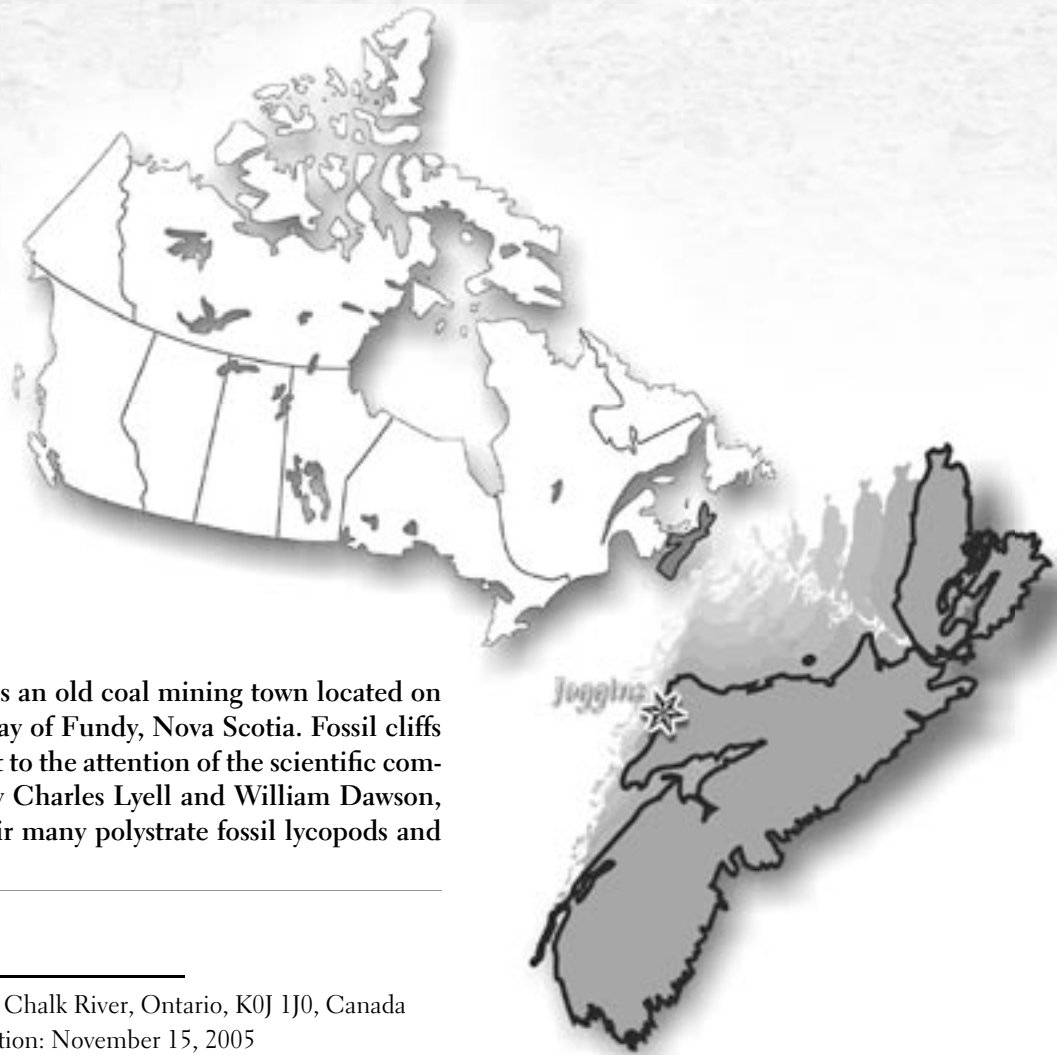 Joggins
s an old coal mining town located on
ay of Fundy, Nova Scotia. Fossil cliffs
t to the attention of the scientific com-
y Charles Lyell and William Dawson,
ir many polystrate fossil lycopods and
Chalk River, Ontario, K0J 1J0, Canada
tion: November 15, 2005